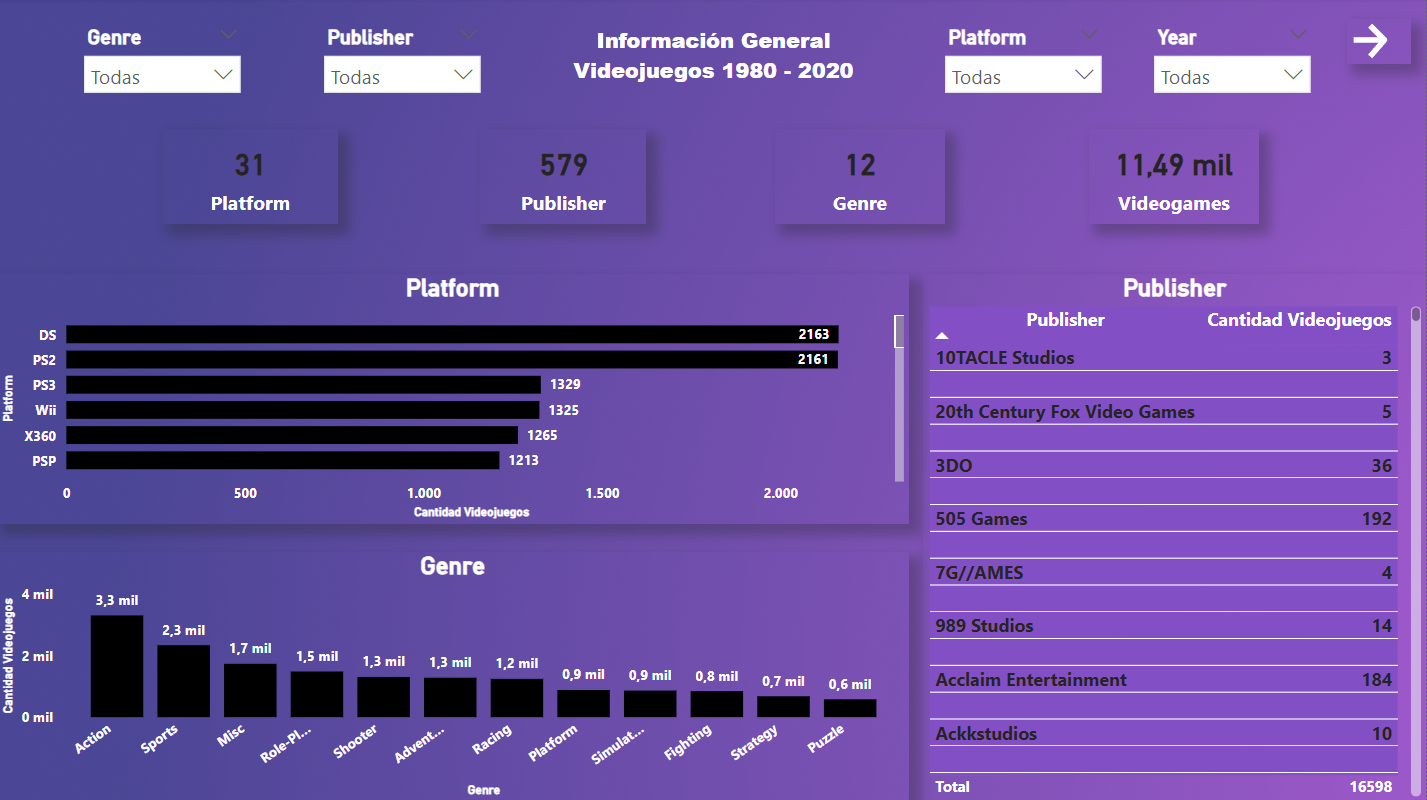 Genre
Publisher
Información General
Videojuegos 1980 - 2020
Platform
Year
Todas
Todas
Todas
Todas
31
Platform
579
Publisher
12
Genre
11,49 mil
Videogames
Platform
Platform
DS
2163
PS2
2161
PS3
1329
Wii
1325
X360
1265
PSP
1213
0
500
1.000
1.500
2.000
Cantidad Videojuegos
Genre
Cantidad Videojuegos
4 mil
2 mil
0 mil
3,3 mil
2,3 mil
1,7 mil
1,5 mil
1,3 mil
1,3 mil
1,2 mil
0,9 mil
0,9 mil
0,8 mil
0,7 mil
0,6 mil
Action
Sports
Misc
Role-Pl...
Shooter
Advent...
Racing
Platform
Simulat...
Fighting
Strategy
Puzzle
Genre
Publisher
Publisher Cantidad Videojuegos
10TACLE Studios 3
20th Century Fox Video Games 5
3DO 36
505 Games 192
7G//AMES 4
989 Studios 14
Acclaim Entertainment 184
Ackkstudios 10
Total 16598